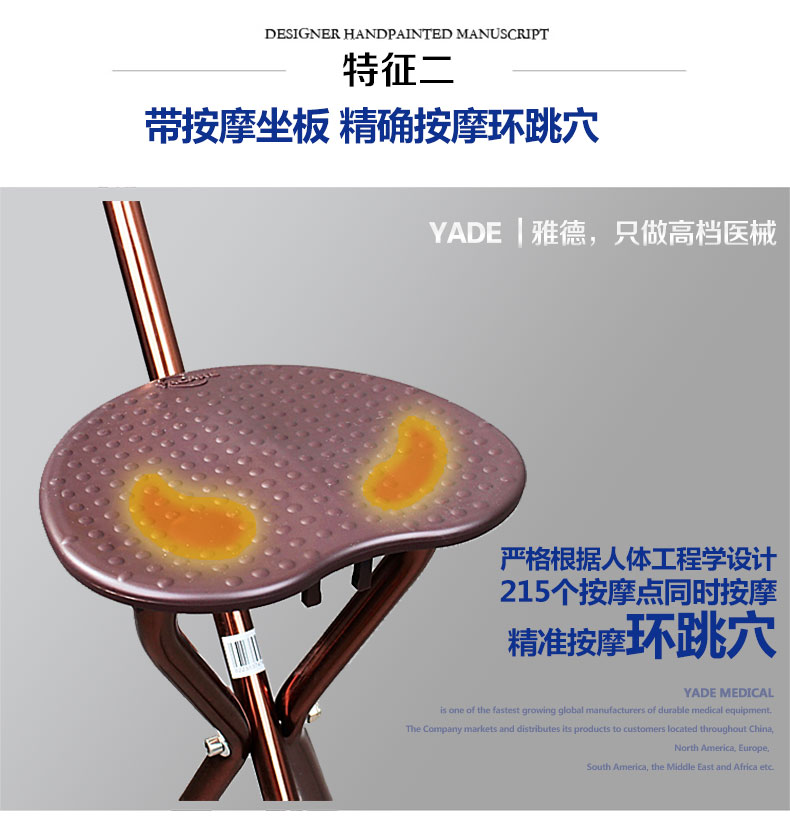 DESIGNER HANDPAINTED MANUSCRIPT
特征二
带按摩坐板 精确按摩环跳穴
YADE 雅德，只做高档医械
严格根据人体工程学设计
215个按摩点同时按摩
精准按摩环跳穴
YADE MEDICAL
is one of the fastest growing global manufacturers of durable medical equipment.
The Company markets and distributes its products to customers located throughout China,
North America, Europe,
South America, the Middle East and Africa etc.